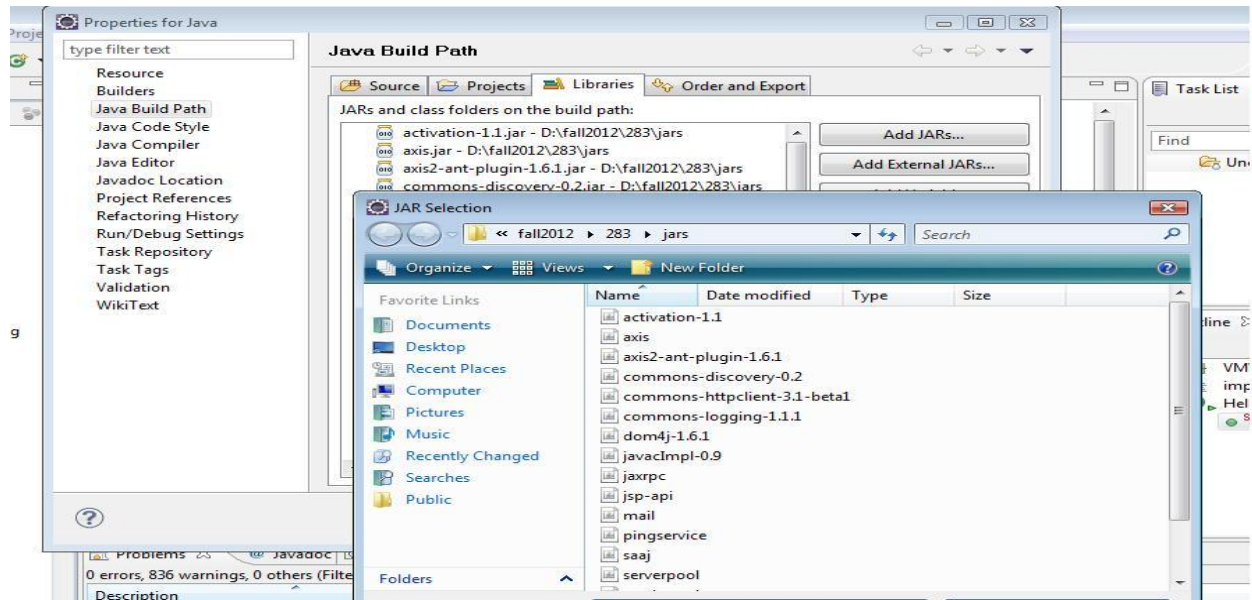 Properties for Java
type filter text
Resource
Builders
Java Build Path
Java Code Style
Java Compiler
Java Editor
Javadoc Location
Project References
Refactoring History
Run/Debug Settings
Task Repository
Task Tags
Validation
WikiText
Java Build Path
Source
Projects
Libraries
Order and Export
JARs and class folders on the build path:
activation-1.1.jar - D:\fall2012\283\jars
axis.jar - D:\fall2012\283\jars
axis2-ant-plugin-1.6.1.jar - D:\fall2012\283\jars
commons-discovery-0.2.jar - D:\fall2012\283\jars
Add JARs...
Add External JARs...
Task List
Find
JAR Selection
« fall2012 ▸ 283 ▸ jars
Search
Organize
Views
New Folder
Favorite Links
Documents
Desktop
Recent Places
Computer
Pictures
Music
Recently Changed
Searches
Public
Folders
Name
Date modified
Type
Size
activation-1.1
axis
axis2-ant-plugin-1.6.1
commons-discovery-0.2
commons-httpclient-3.1-beta1
commons-logging-1.1.1
dom4j-1.6.1
javacImpl-0.9
jaxrpc
jsp-api
mail
pingservice
saaj
serverpool
Problems
Javadoc
0 errors, 836 warnings, 0 others (Filte
Description